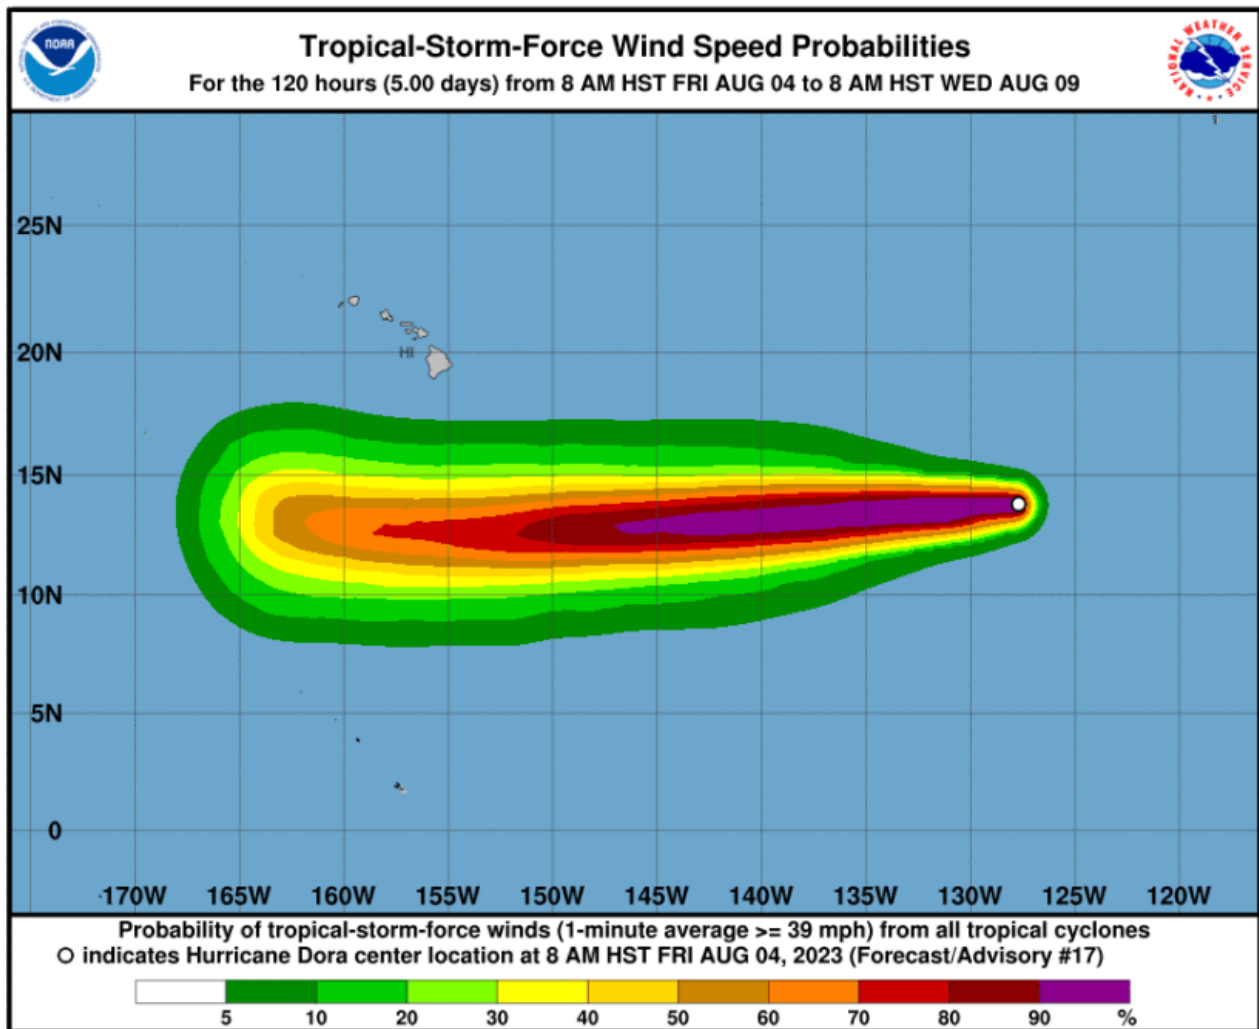 Tropical-Storm-Force Wind Speed Probabilities
For the 120 hours (5.00 days) from 8 AM HST FRI AUG 04 to 8 AM HST WED AUG 09
NOAA
NATIONAL WEATHER SERVICE
25N
20N
HI
15N
10N
5N
0
170W 165W 160W 155W 150W 145W 140W 135W 130W 125W 120W
Probability of tropical-storm-force winds (1-minute average >= 39 mph) from all tropical cyclones
O indicates Hurricane Dora center location at 8 AM HST FRI AUG 04, 2023 (Forecast/Advisory #17)
5 10 20 30 40 50 60 70 80 90 %